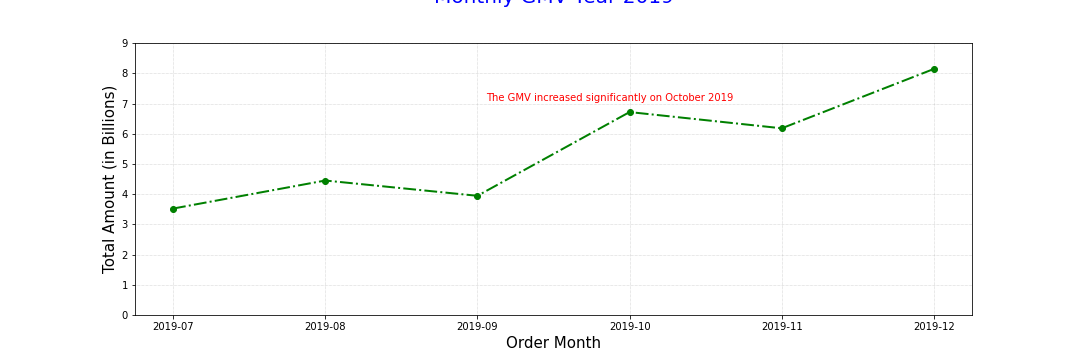 Monthly GMV Year 2019
9
8
The GMV increased significantly on October 2019
7
6
5
4
3
2
1
0
Total Amount (in Billions)
2019-07 2019-08 2019-09 2019-10 2019-11 2019-12
Order Month